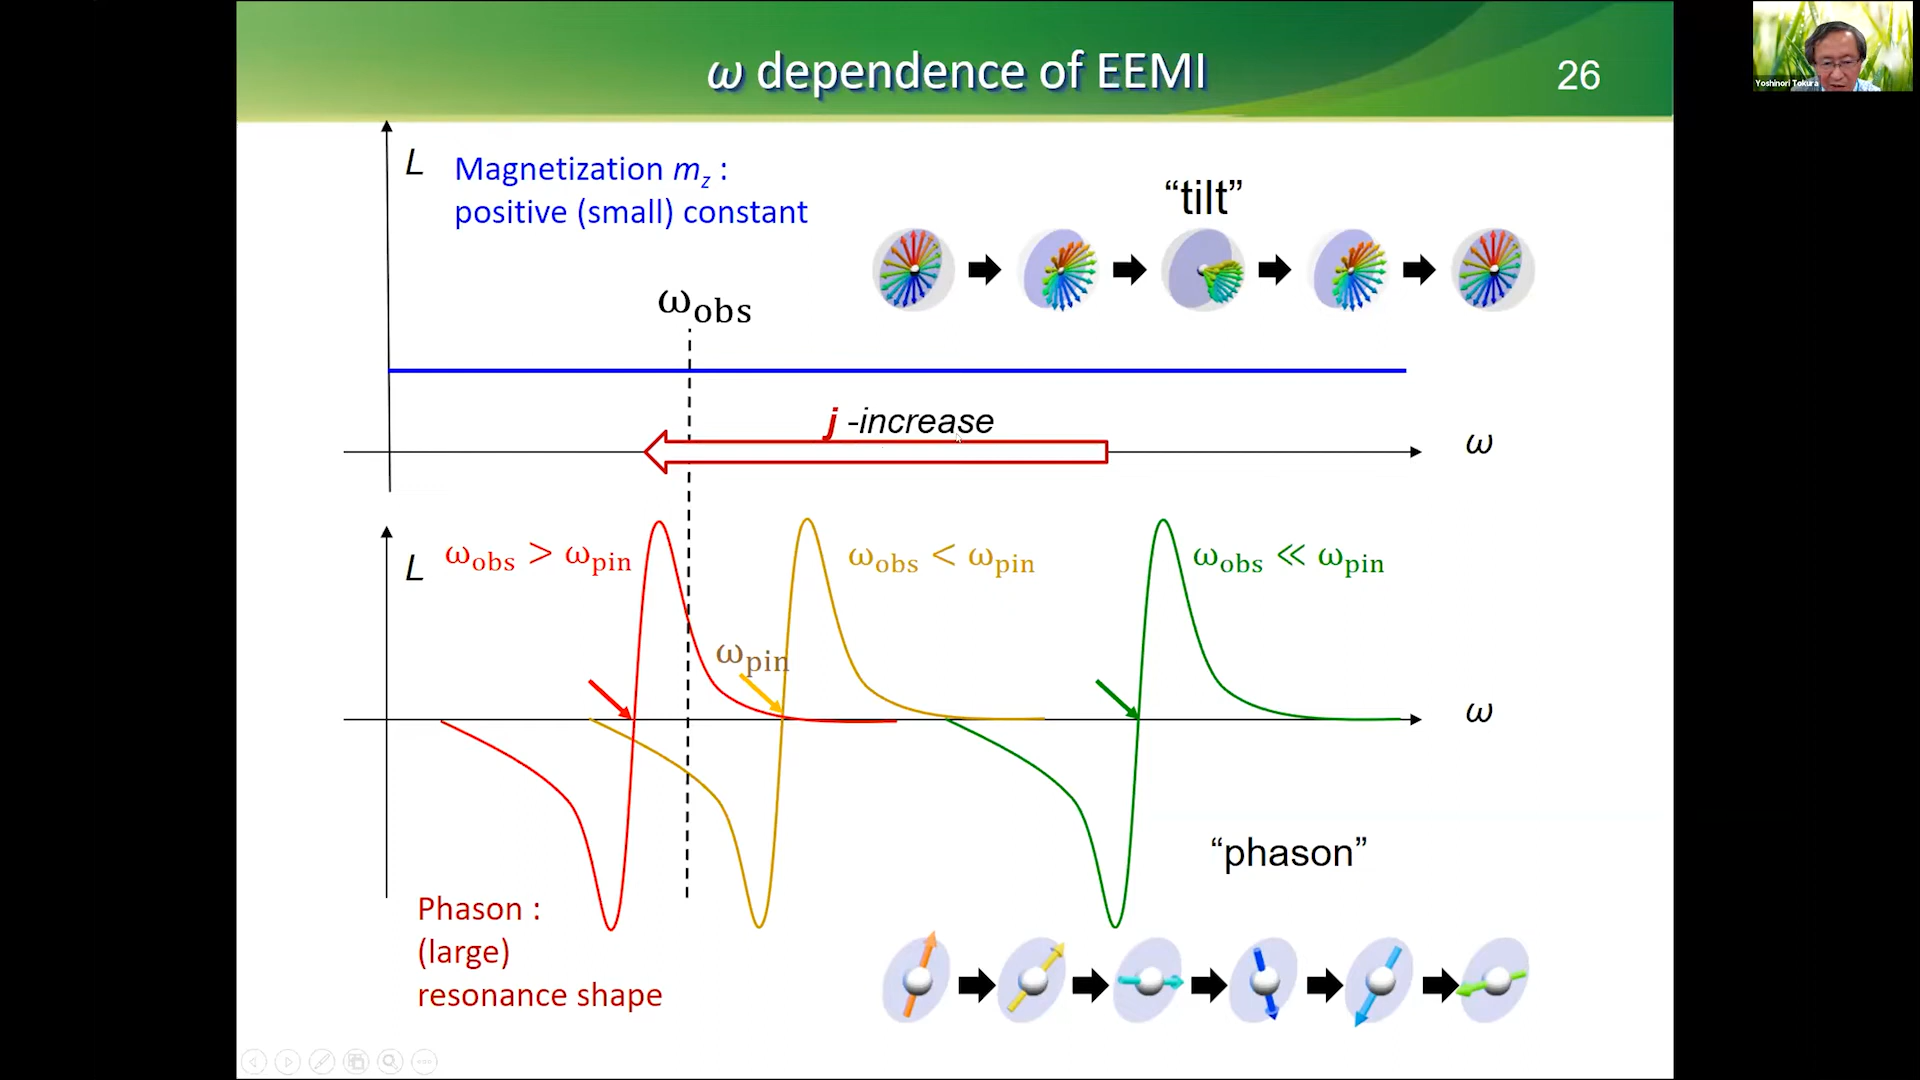 ω dependence of EEMI
26
Yoshinori Tokura
L
Magnetization m_z :
positive (small) constant
“tilt”
ω_obs
j -increase
ω
L
ω_obs > ω_pin
ω_obs < ω_pin
ω_obs ≪ ω_pin
ω_pin
ω
“phason”
Phason :
(large)
resonance shape